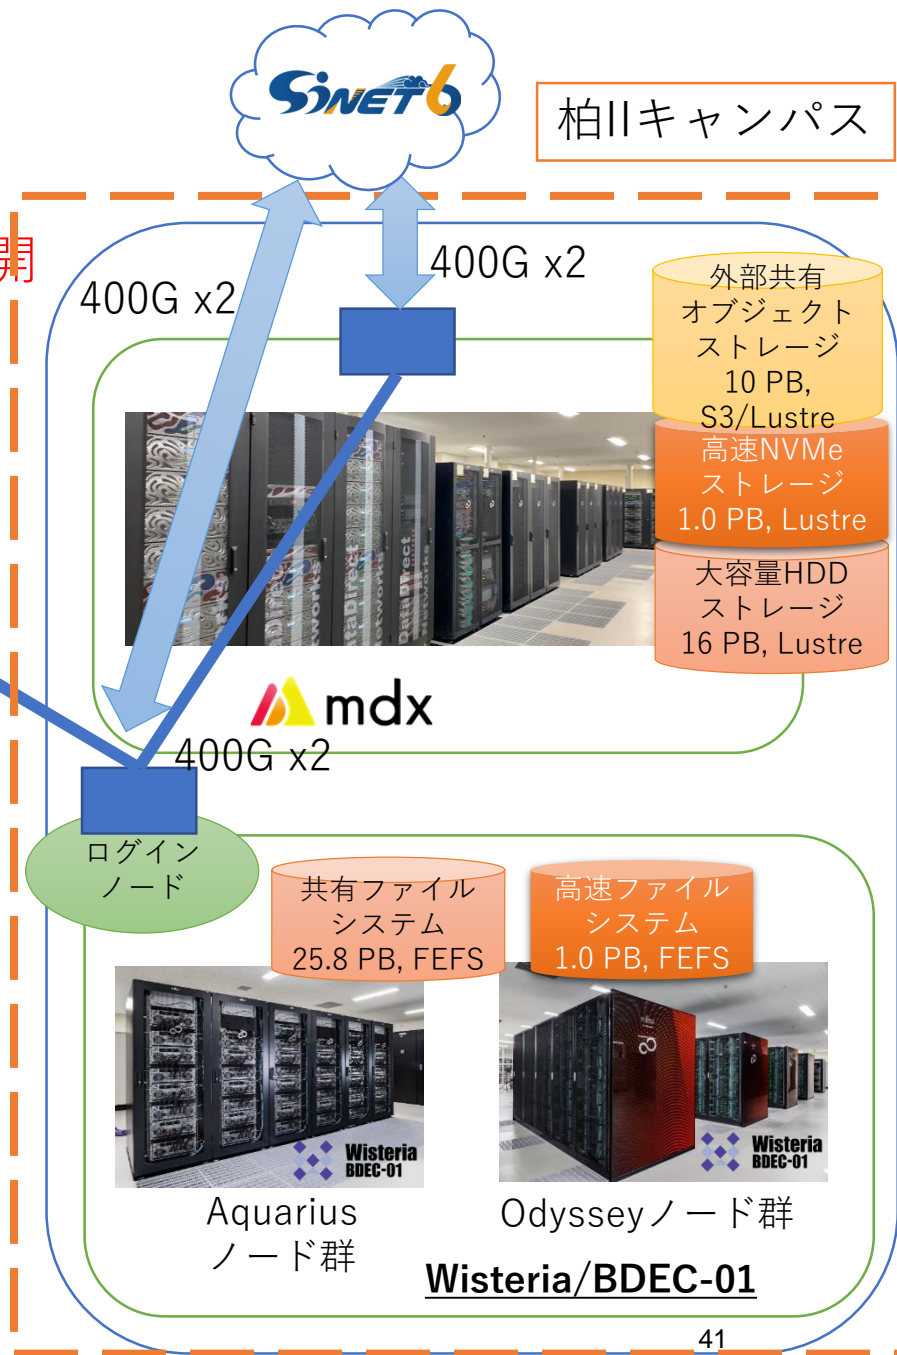 SINET6
柏IIキャンパス
開
400G x2
400G x2
外部共有
オブジェクト
ストレージ
10 PB,
S3/Lustre
高速NVMe
ストレージ
1.0 PB, Lustre
大容量HDD
ストレージ
16 PB, Lustre
DataDirect
Networks
DataDirect
Networks
DataDirect
Networks
mdx
400G x2
ログイン
ノード
共有ファイル
システム
25.8 PB, FEFS
高速ファイル
システム
1.0 PB, FEFS
Wisteria
BDEC-01
Wisteria
BDEC-01
Aquarius
ノード群
Odysseyノード群
Wisteria/BDEC-01
41